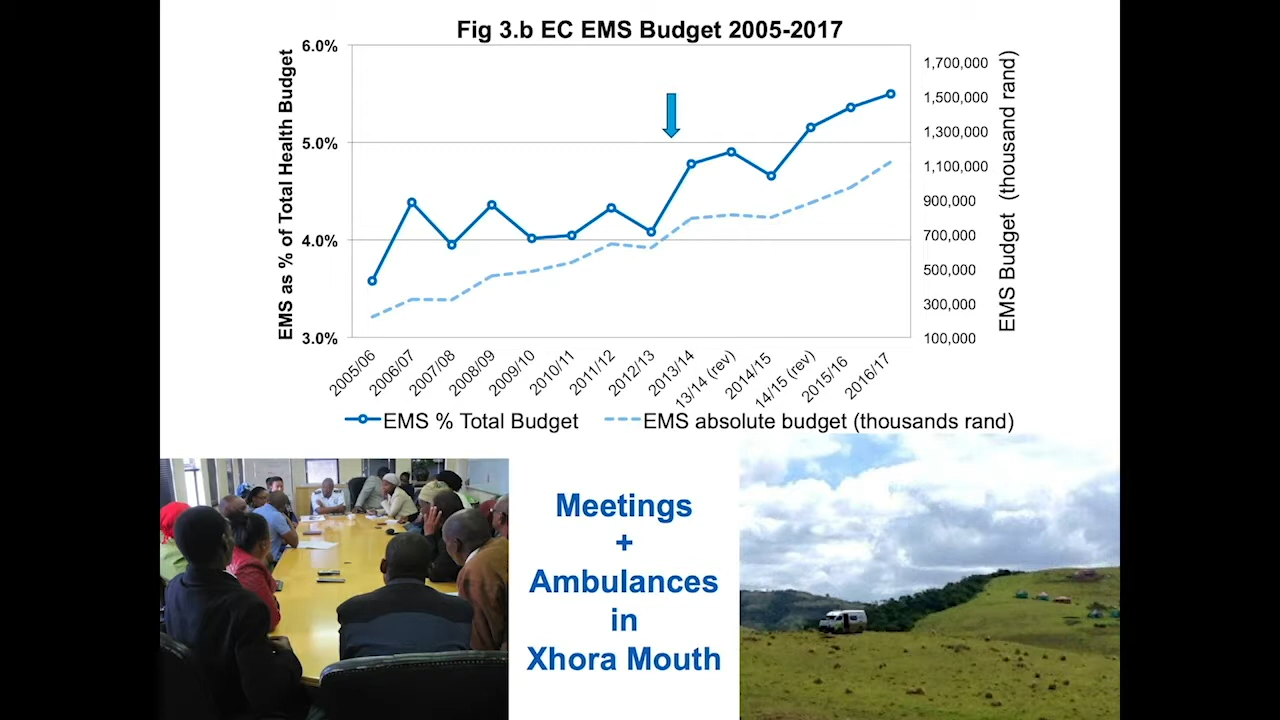 Fig 3.b EC EMS Budget 2005-2017
EMS as % of Total Health Budget
6.0%
5.0%
4.0%
3.0%
1,700,000
1,500,000
1,300,000
1,100,000
900,000
700,000
500,000
300,000
100,000
EMS Budget (thousand rand)
2005/06
2006/07
2007/08
2008/09
2009/10
2010/11
2011/12
2012/13
2013/14
13/14 (rev)
2014/15
14/15 (rev)
2015/16
2016/17
EMS % Total Budget
EMS absolute budget (thousands rand)
Meetings
+
Ambulances
in
Xhora Mouth